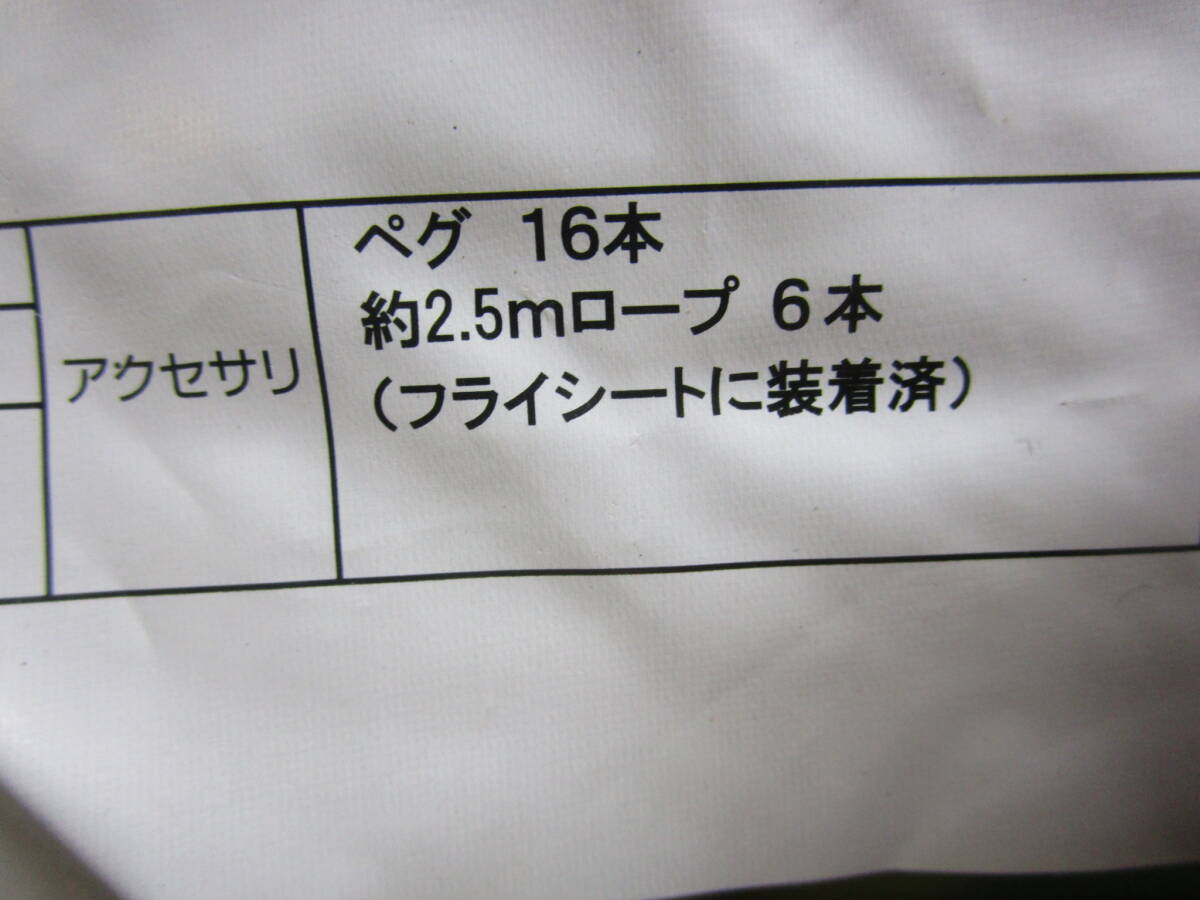 アクセサリ
ペグ 16本
約2.5mロープ 6本
（フライシートに装着済）